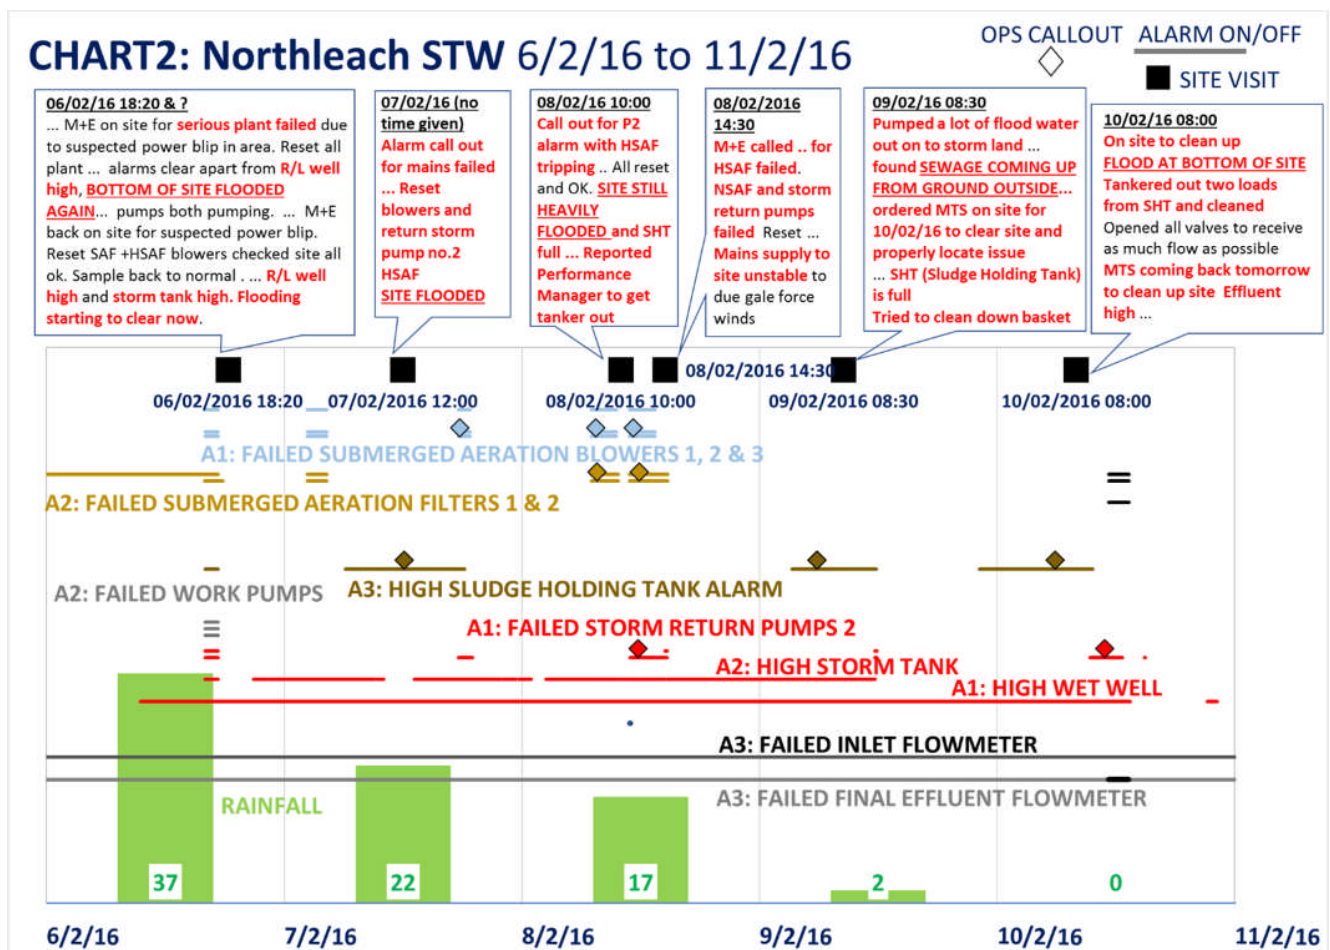 CHART2: Northleach STW 6/2/16 to 11/2/16
OPS CALLOUT ALARM ON/OFF
SITE VISIT
06/02/16 18:20 & ?
... M+E on site for serious plant failed due
to suspected power blip in area. Reset all
plant ... alarms clear apart from R/L well
high, BOTTOM OF SITE FLOODED
AGAIN... pumps both pumping. ... M+E
back on site for suspected power blip.
Reset SAF +HSAF blowers checked site all
ok. Sample back to normal . ... R/L well
high and storm tank high. Flooding
starting to clear now.
07/02/16 (no
time given)
Alarm call out
for mains failed
... Reset
blowers and
return storm
pump no.2
HSAF
SITE FLOODED
08/02/16 10:00
Call out for P2
alarm with HSAF
tripping .. All reset
and OK. SITE STILL
HEAVILY
FLOODED and SHT
full ... Reported
Performance
Manager to get
tanker out
08/02/2016
14:30
M+E called .. for
HSAF failed.
NSAF and storm
return pumps
failed Reset ...
Mains supply to
site unstable to
due gale force
winds
09/02/16 08:30
Pumped a lot of flood water
out on to storm land ...
found SEWAGE COMING UP
FROM GROUND OUTSIDE...
ordered MTS on site for
10/02/16 to clear site and
properly locate issue
... SHT (Sludge Holding Tank)
is full
Tried to clean down basket
10/02/16 08:00
On site to clean up
FLOOD AT BOTTOM OF SITE
Tankered out two loads
from SHT and cleaned
Opened all valves to receive
as much flow as possible
MTS coming back tomorrow
to clean up site Effluent
high ...
08/02/2016 14:30
06/02/2016 18:20 07/02/2016 12:00 08/02/2016 10:00 09/02/2016 08:30 10/02/2016 08:00
A1: FAILED SUBMERGED AERATION BLOWERS 1, 2 & 3
A2: FAILED SUBMERGED AERATION FILTERS 1 & 2
A2: FAILED WORK PUMPS
A3: HIGH SLUDGE HOLDING TANK ALARM
A1: FAILED STORM RETURN PUMPS 2
A2: HIGH STORM TANK
A1: HIGH WET WELL
A3: FAILED INLET FLOWMETER
A3: FAILED FINAL EFFLUENT FLOWMETER
RAINFALL
37 22 17 2 0
6/2/16 7/2/16 8/2/16 9/2/16 10/2/16 11/2/16